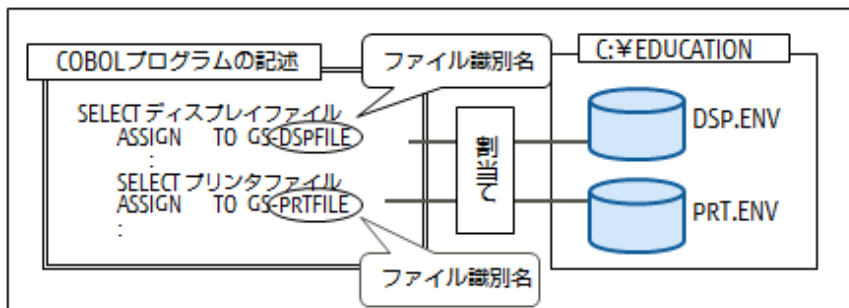 COBOLプログラムの記述
ファイル識別名
C:¥EDUCATION
SELECT ディスプレイファイル
ASSIGN TO GS-DSPFILE
:
SELECT プリンタファイル
ASSIGN TO GS-PRTFILE
:
割当て
DSP.ENV
PRT.ENV
ファイル識別名